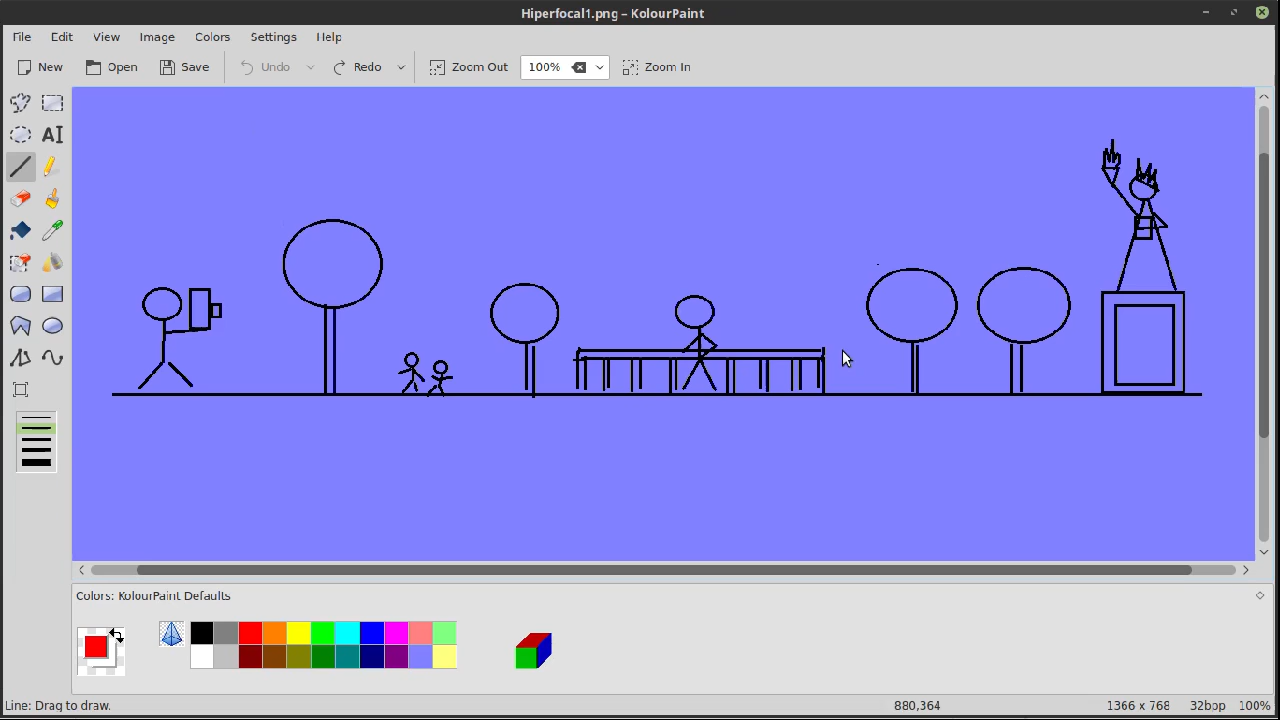 Hiperfocal1.png – KolourPaint
File Edit View Image Colors Settings Help
New Open Save Undo Redo Zoom Out 100% Zoom In
AI
Colors: KolourPaint Defaults
Line: Drag to draw. 880,364 1366 x 768 32bpp 100%